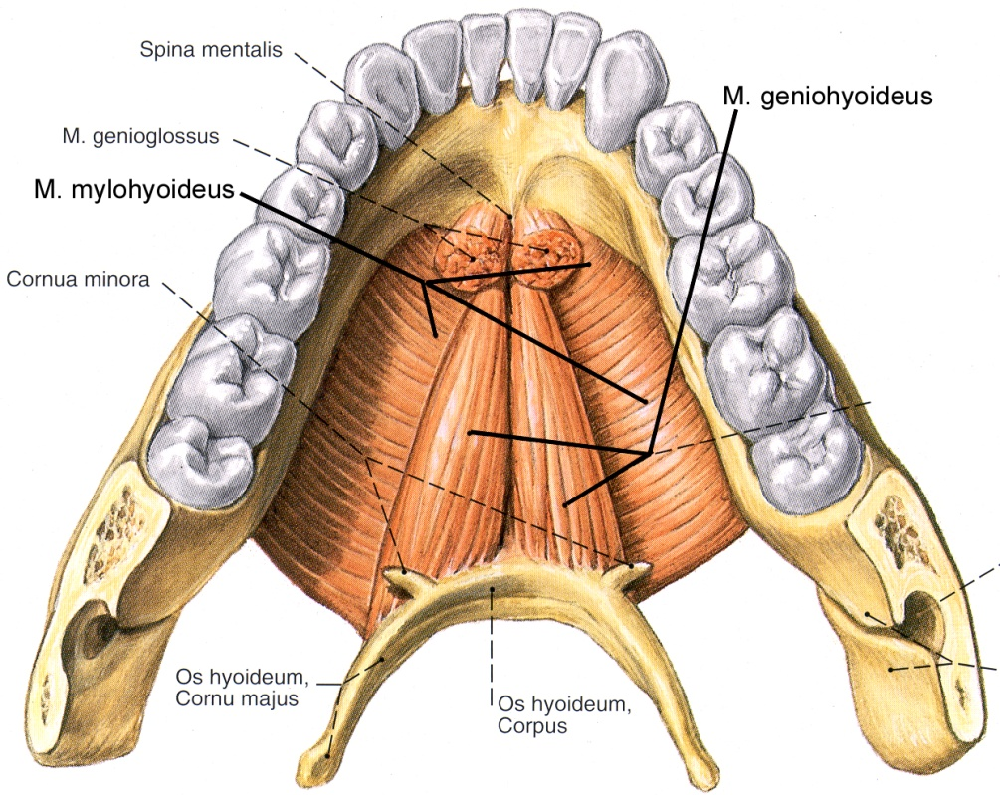 Spina mentalis
M. geniohyoideus
M. genioglossus
M. mylohyoideus
Cornua minora
Os hyoideum,
Cornu majus
Os hyoideum,
Corpus